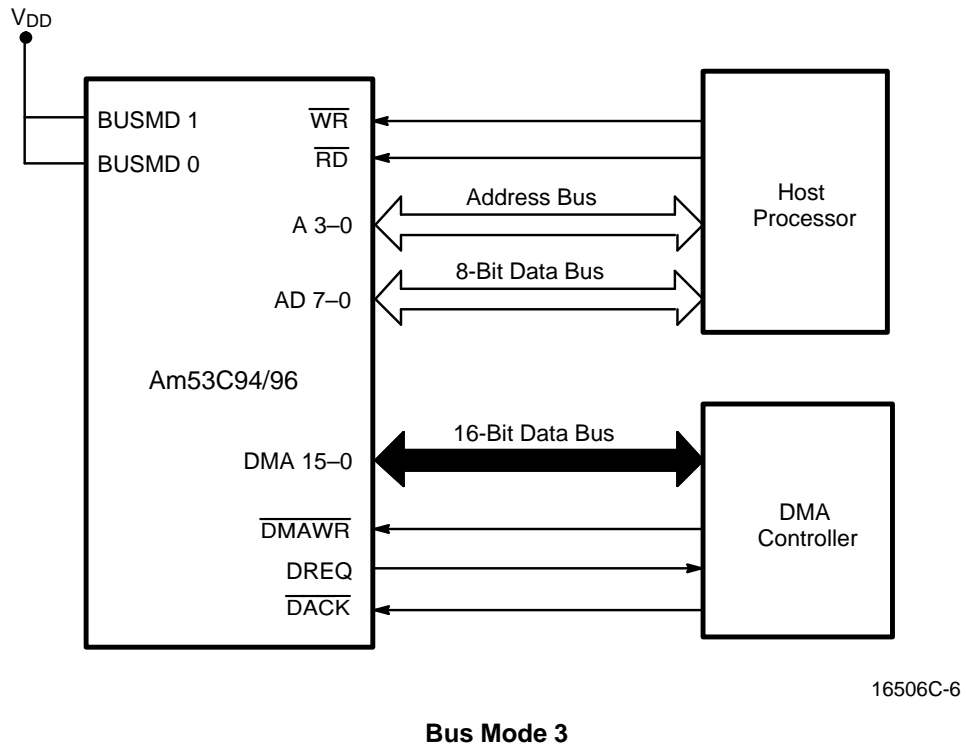 VDD
BUSMD 1
BUSMD 0
WR
RD
A 3–0
AD 7–0
Am53C94/96
DMA 15–0
DMAWR
DREQ
DACK
Address Bus
8-Bit Data Bus
16-Bit Data Bus
Host
Processor
DMA
Controller
16506C-6
Bus Mode 3